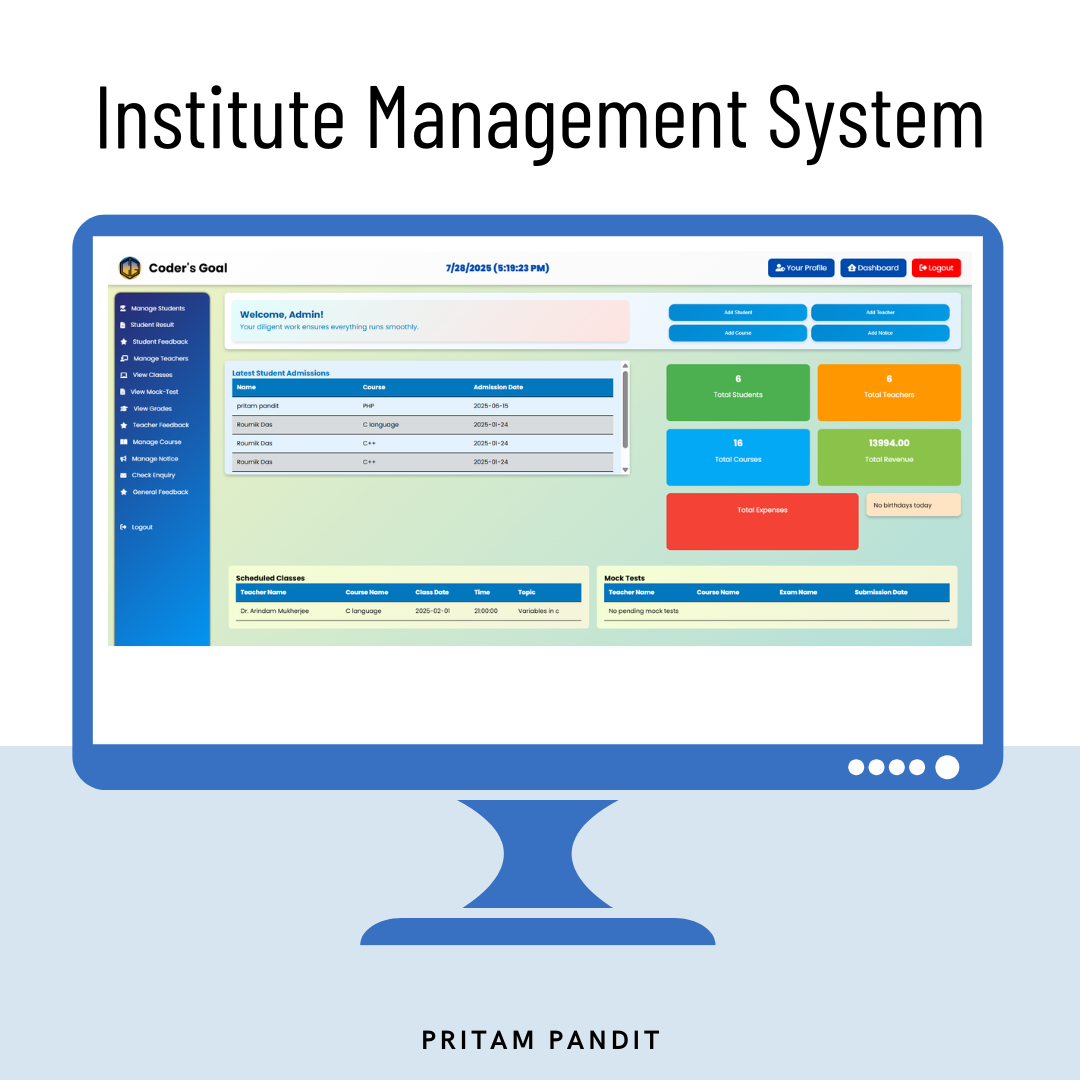 Institute Management System
Coder's Goal
7/28/2025 (5:19:23 PM)
Your Profile
Dashboard
Logout
Manage Students
Student Result
Student Feedback
Manage Teachers
View Classes
View Mock-Test
View Grades
Teacher Feedback
Manage Course
Manage Notice
Check Enquiry
General Feedback
Logout
Welcome, Admin!
Your diligent work ensures everything runs smoothly.
Add Student
Add Teacher
Add Course
Add Notice
Latest Student Admissions
Name Course Admission Date
pritam pandit PHP 2025-06-15
Roumik Das C language 2025-01-24
Roumik Das C++ 2025-01-24
Roumik Das C++ 2025-01-24
6
Total Students
6
Total Teachers
16
Total Courses
13994.00
Total Revenue
Total Expenses
No birthdays today
Scheduled Classes
Teacher Name Course Name Class Date Time Topic
Dr. Arindam Mukherjee C language 2025-02-01 21:00:00 Variables in c
Mock Tests
Teacher Name Course Name Exam Name Submission Date
No pending mock tests
PRITAM PANDIT